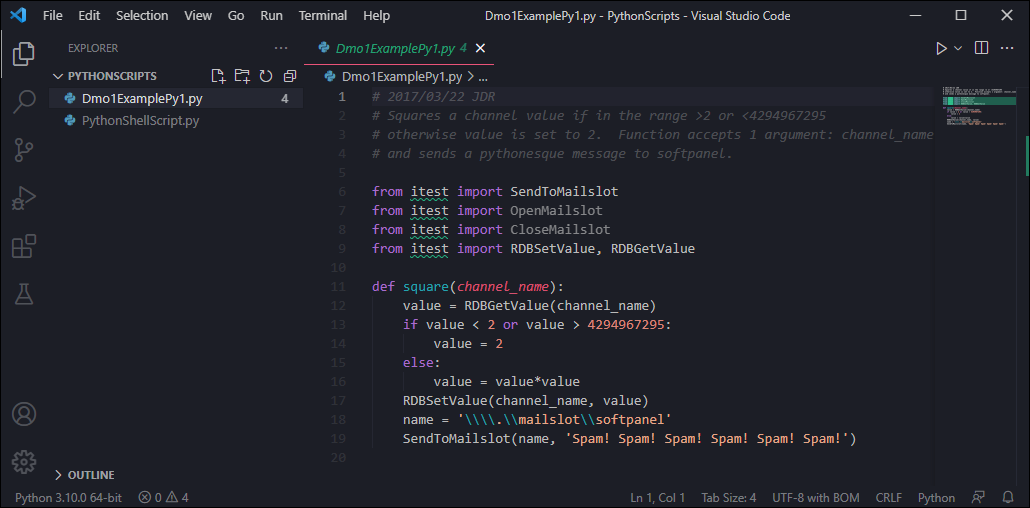 File Edit Selection View Go Run Terminal Help Dmo1ExamplePy1.py - PythonScripts - Visual Studio Code
EXPLORER ...
PYTHONSCRIPTS
Dmo1ExamplePy1.py 4
PythonShellScript.py
OUTLINE
Dmo1ExamplePy1.py 4
Dmo1ExamplePy1.py > ...
1 # 2017/03/22 JDR
2 # Squares a channel value if in the range >2 or <4294967295
3 # otherwise value is set to 2.  Function accepts 1 argument: channel_name
4 # and sends a pythonesque message to softpanel.
5
6 from itest import SendToMailslot
7 from itest import OpenMailslot
8 from itest import CloseMailslot
9 from itest import RDBSetValue, RDBGetValue
10
11 def square(channel_name):
12     value = RDBGetValue(channel_name)
13     if value < 2 or value > 4294967295:
14         value = 2
15     else:
16         value = value*value
17     RDBSetValue(channel_name, value)
18     name = '\\\\.\\mailslot\\softpanel'
19     SendToMailslot(name, 'Spam! Spam! Spam! Spam! Spam! Spam!')
20
Python 3.10.0 64-bit 0 4 Ln 1, Col 1 Tab Size: 4 UTF-8 with BOM CRLF Python